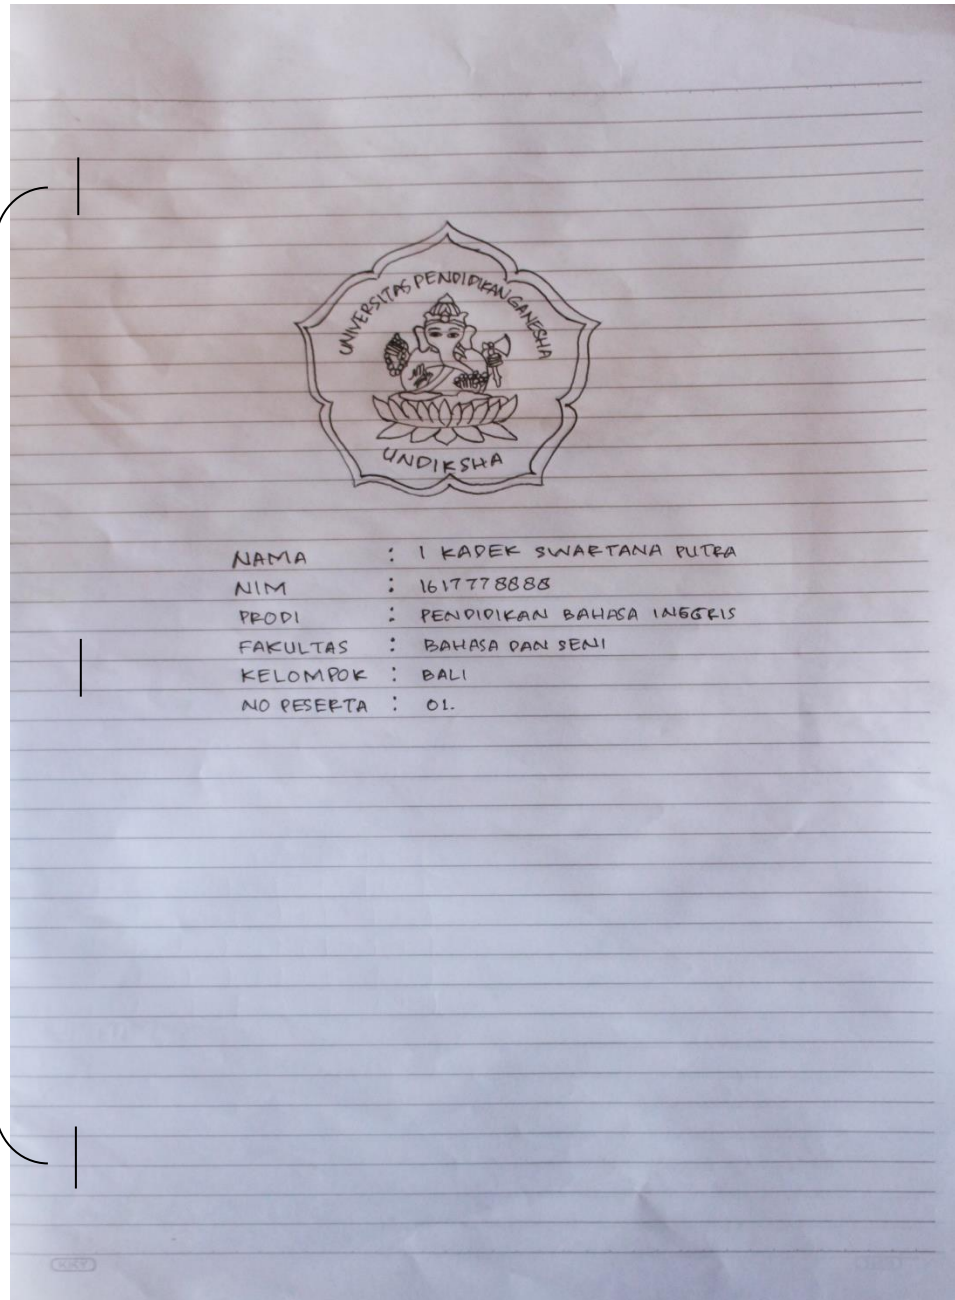 UNIVERSITAS PENDIDIKAN GANESHA
UNDIKSHA
NAMA : I KADEK SWARTANA PUTRA
NIM : 1617778888
PRODI : PENDIDIKAN BAHASA INGGRIS
FAKULTAS : BAHASA DAN SENI
KELOMPOK : BALI
NO PESERTA : 01.
KKY